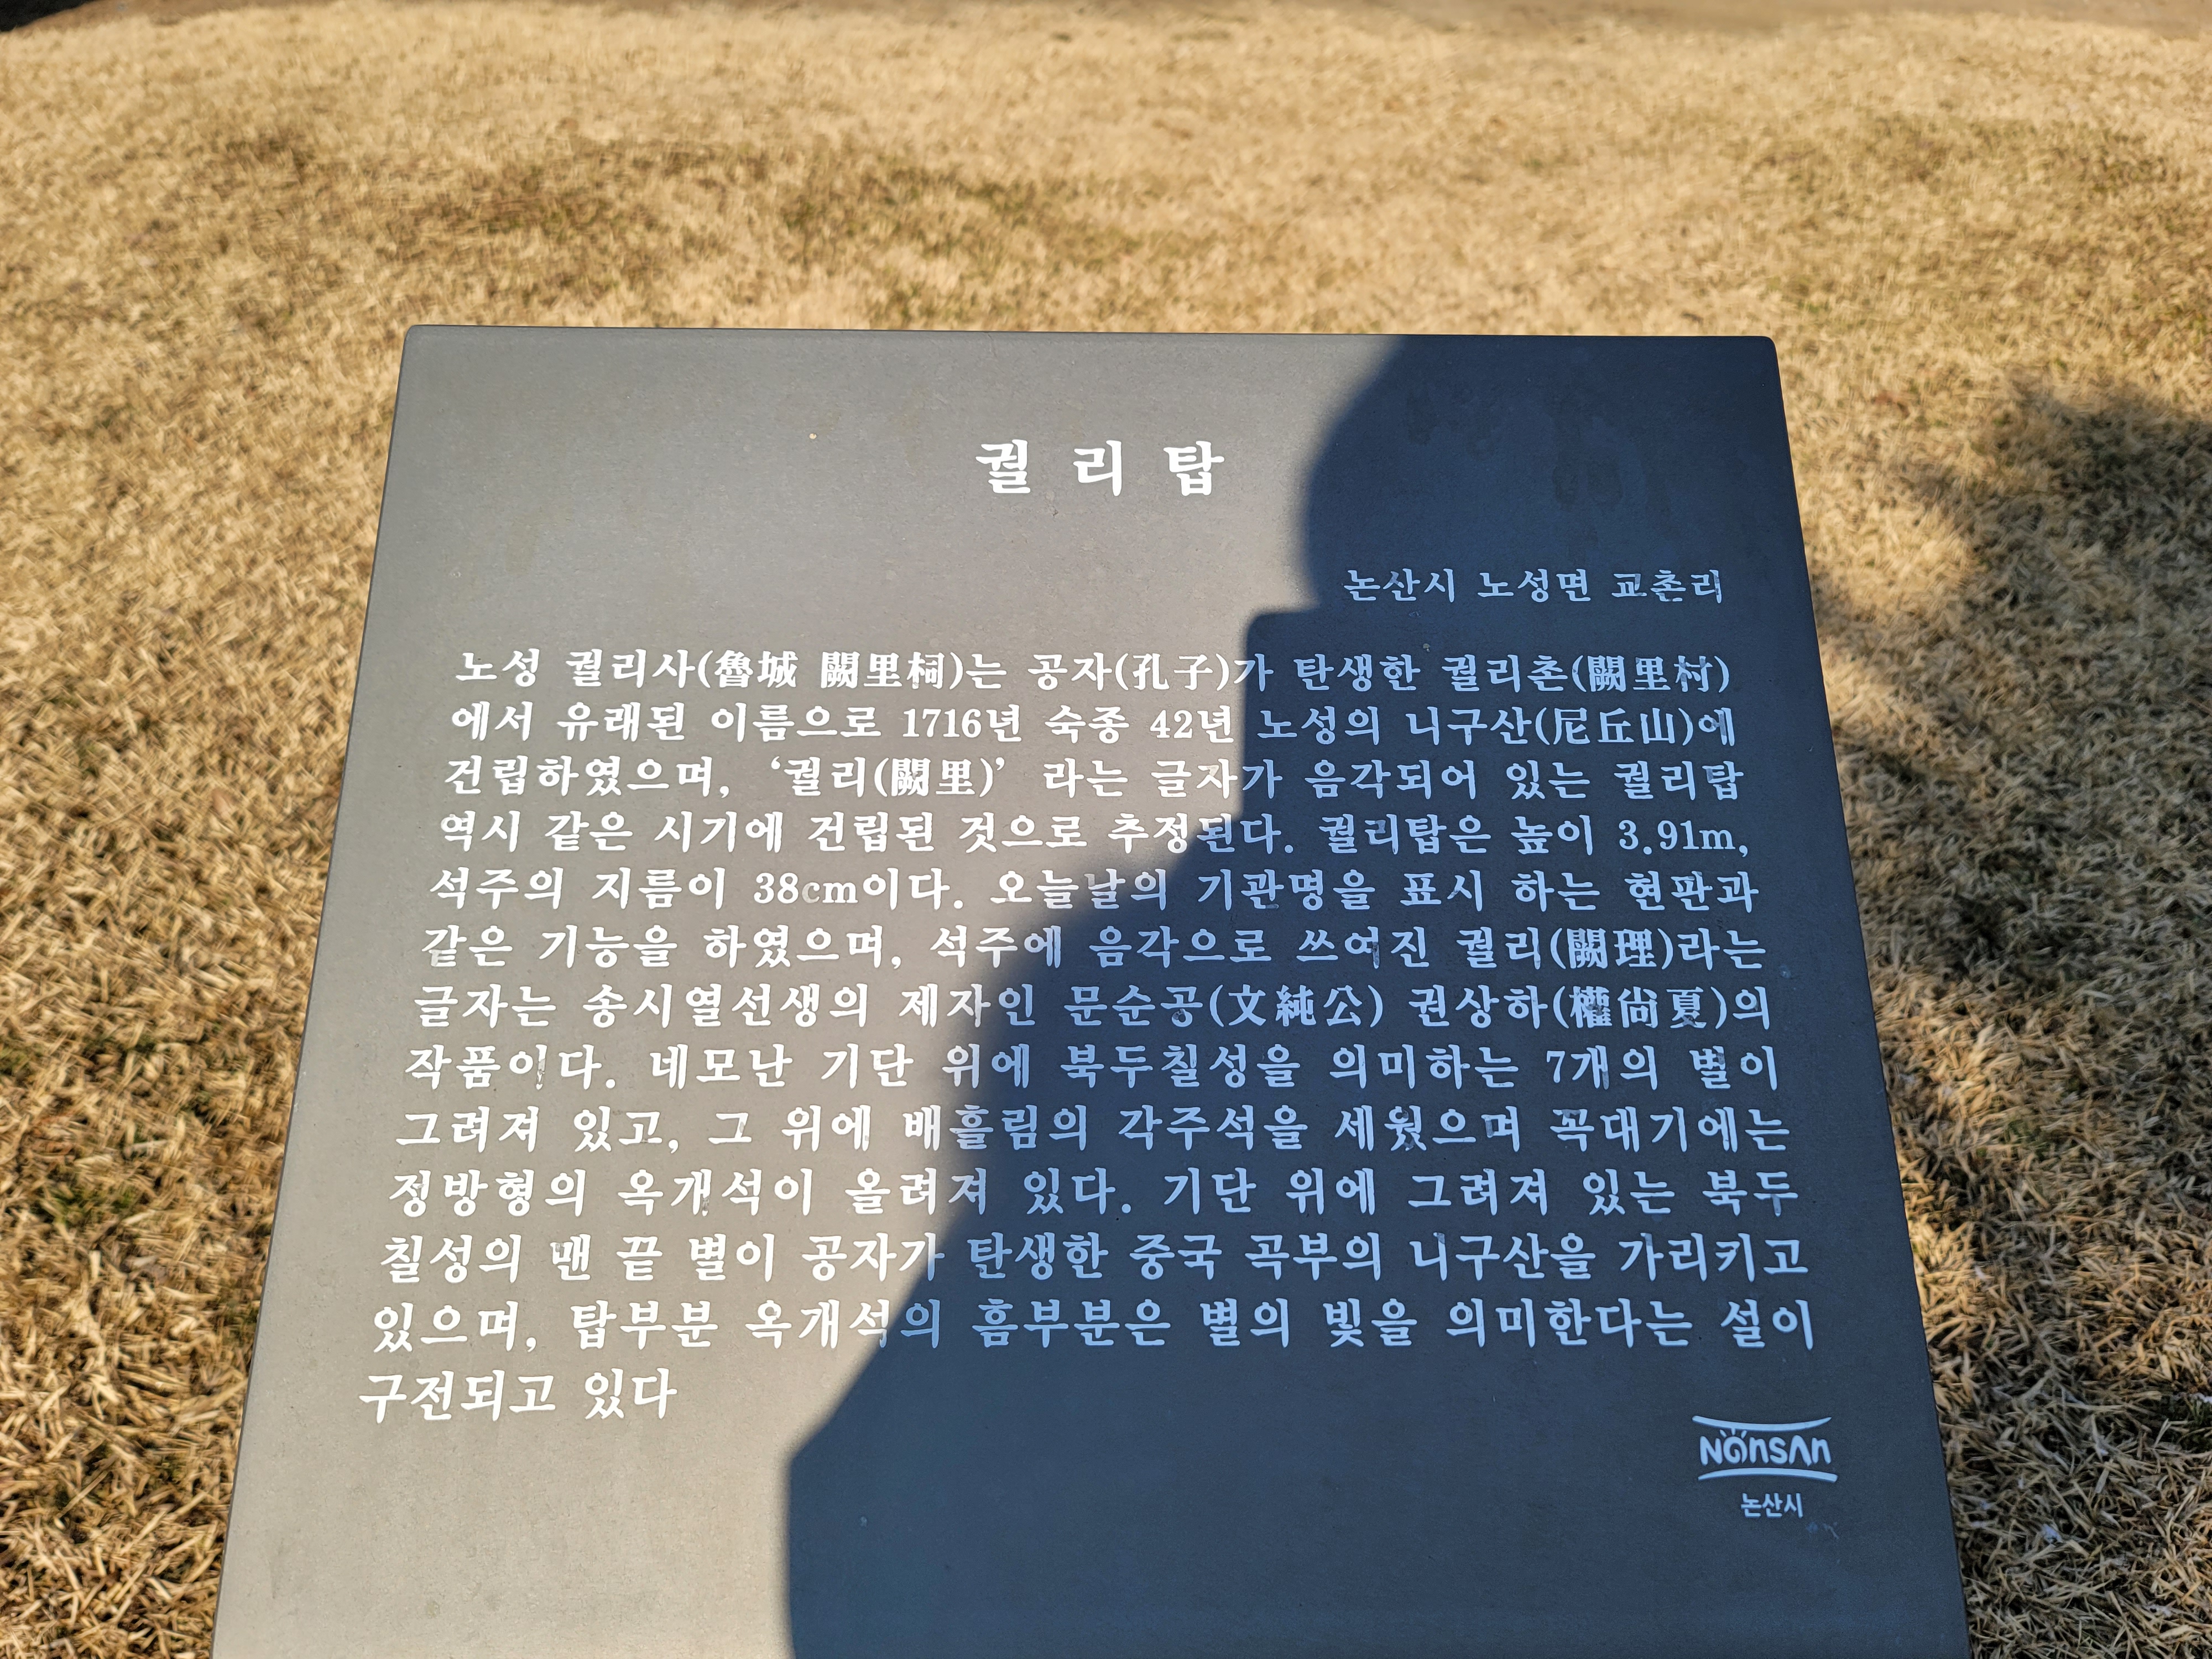 궐리탑
논산시 노성면 교촌리
노성 궐리사(魯城 闕里祠)는 공자(孔子)가 탄생한 궐리촌(闕里村)
에서 유래된 이름으로 1716년 숙종 42년 노성의 니구산(尼丘山)에
건립하였으며, ‘궐리(闕里)’ 라는 글자가 음각되어 있는 궐리탑
역시 같은 시기에 건립된 것으로 추정된다. 궐리탑은 높이 3.91m,
석주의 지름이 38cm이다. 오늘날의 기관명을 표시 하는 현판과
같은 기능을 하였으며, 석주에 음각으로 쓰여진 궐리(闕理)라는
글자는 송시열선생의 제자인 문순공(文純公) 권상하(權尙夏)의
작품이다. 네모난 기단 위에 북두칠성을 의미하는 7개의 별이
그려져 있고, 그 위에 배흘림의 각주석을 세웠으며 꼭대기에는
정방형의 옥개석이 올려져 있다. 기단 위에 그려져 있는 북두
칠성의 맨 끝 별이 공자가 탄생한 중국 곡부의 니구산을 가리키고
있으며, 탑부분 옥개석의 홈부분은 별의 빛을 의미한다는 설이
구전되고 있다
NonSan
논산시